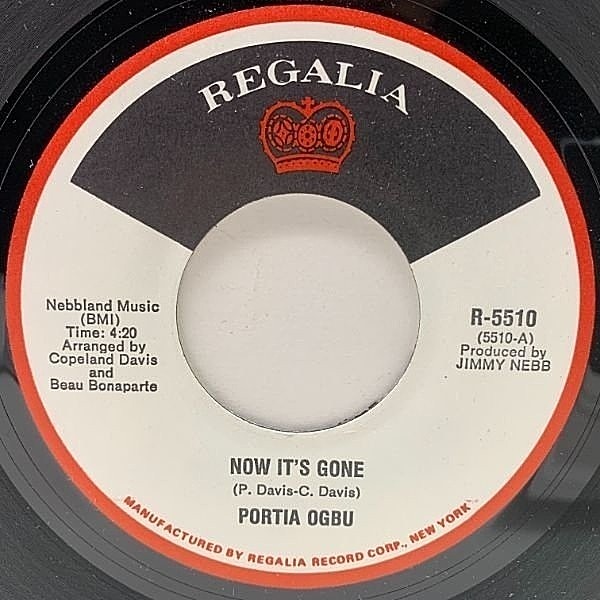 REGALIA
Nebbland Music
(BMI)
Time: 4:20
Arranged by
Copeland Davis
and
Beau Bonaparte
R-5510
(5510-A)
Produced by
JIMMY NEBB
NOW IT'S GONE
(P. Davis-C. Davis)
PORTIA OGBU
MANUFACTURED BY REGALIA RECORD CORP., NEW YORK